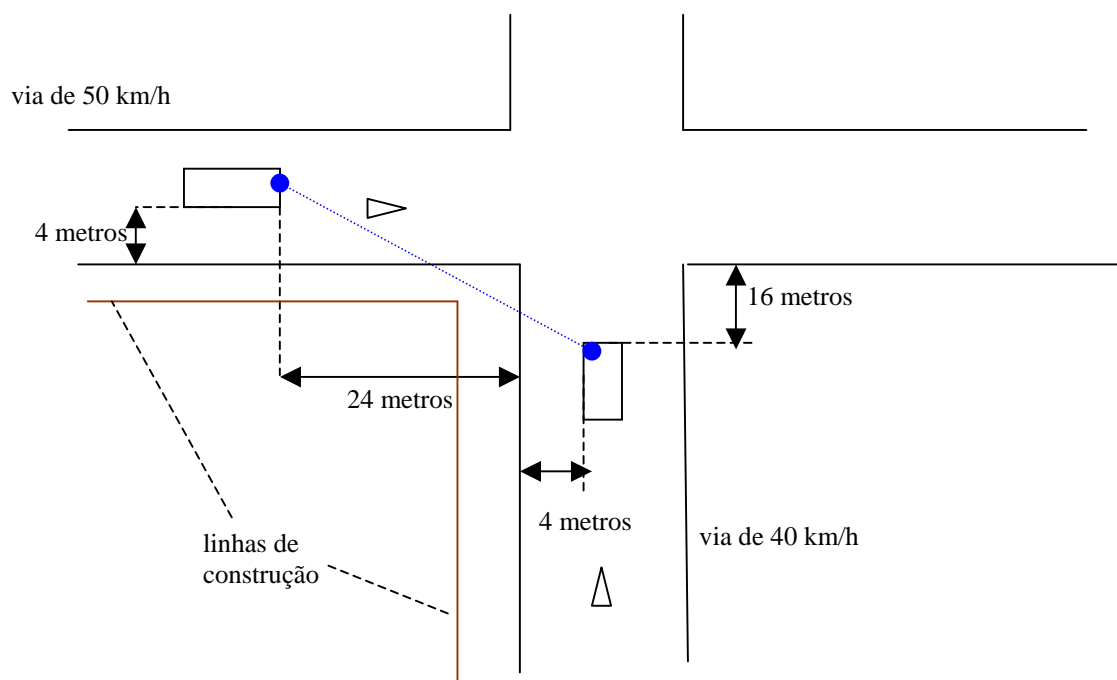 via de 50 km/h
4 metros
16 metros
24 metros
4 metros
via de 40 km/h
linhas de
construção